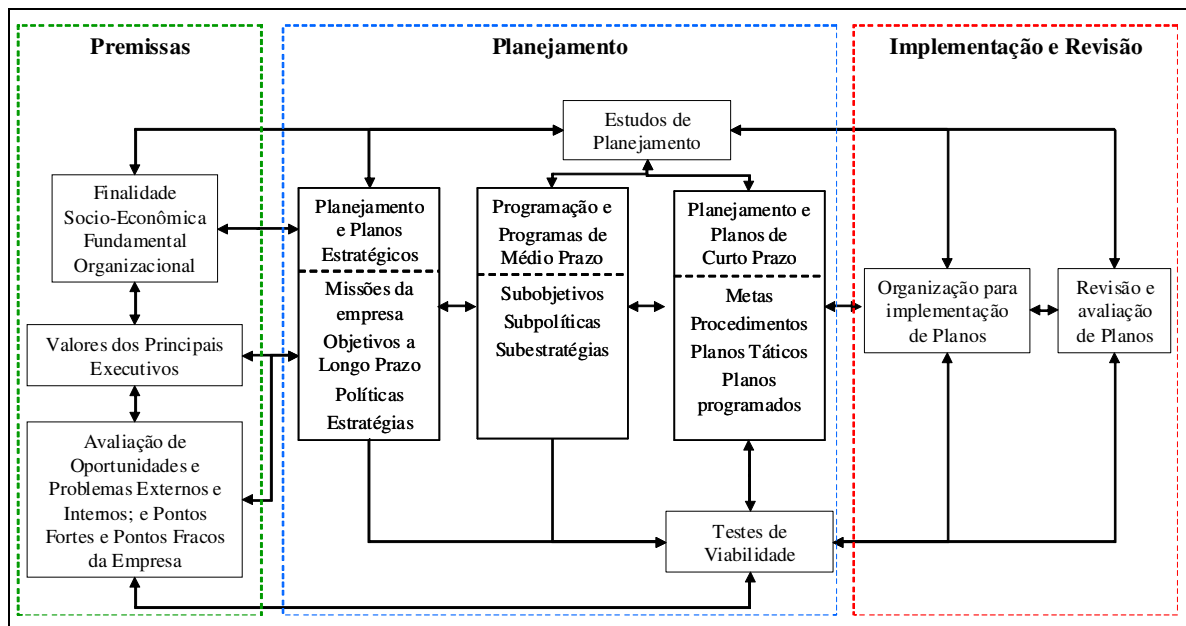 Premissas
Planejamento
Implementação e Revisão
Estudos de
Planejamento
Finalidade
Socio-Econômica
Fundamental
Organizacional
Valores dos Principais
Executivos
Avaliação de
Oportunidades e
Problemas Externos e
Internos; e Pontos
Fortes e Pontos Fracos
da Empresa
Planejamento
e Planos
Estratégicos
Missões da
empresa
Objetivos a
Longo Prazo
Políticas
Estratégias
Programação e
Programas de
Médio Prazo
Subobjetivos
Subpolíticas
Subestratégias
Planejamento e
Planos de
Curto Prazo
Metas
Procedimentos
Planos Táticos
Planos
programados
Testes de
Viabilidade
Organização para
implementação
de Planos
Revisão e
avaliação
de Planos